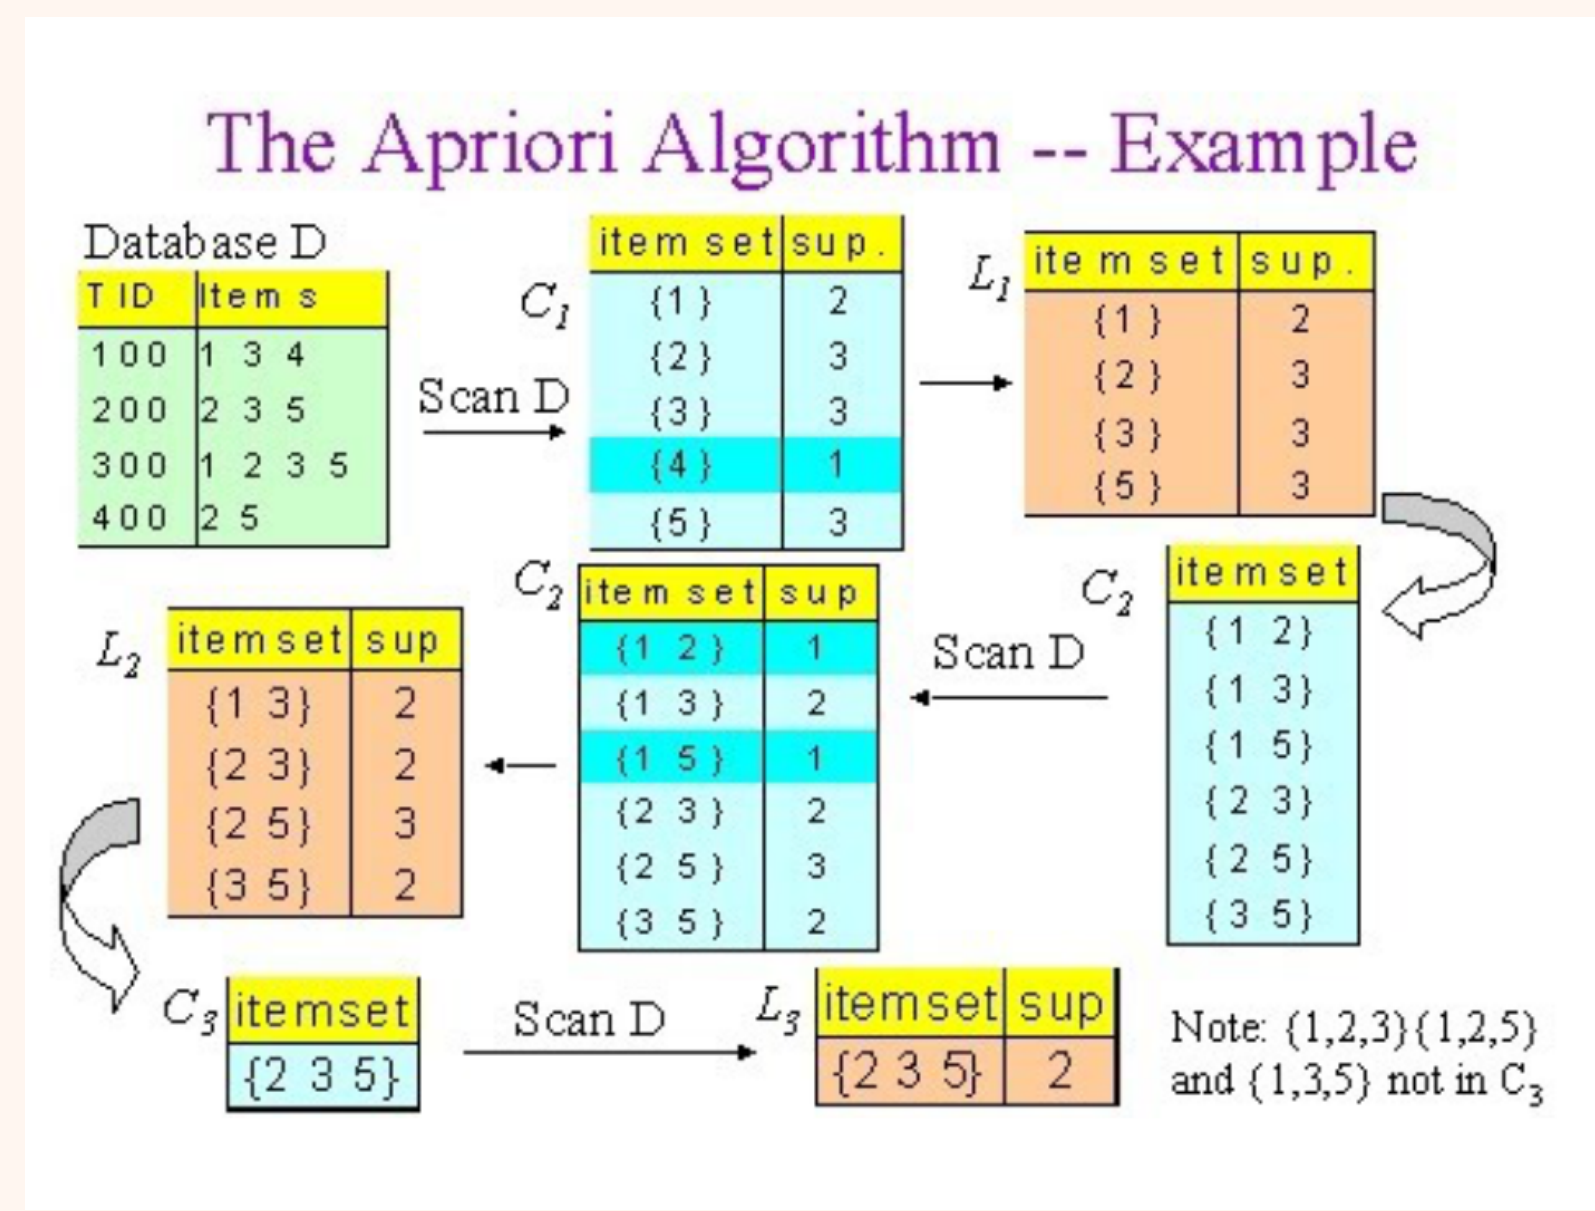 The Apriori Algorithm -- Example
Database D
TID Items
100 1 3 4
200 2 3 5
300 1 2 3 5
400 2 5
Scan D
C1
itemset sup.
{1} 2
{2} 3
{3} 3
{4} 1
{5} 3
L1
itemset sup.
{1} 2
{2} 3
{3} 3
{5} 3
C2
itemset
{1 2}
{1 3}
{1 5}
{2 3}
{2 5}
{3 5}
Scan D
C2
itemset sup
{1 2} 1
{1 3} 2
{1 5} 1
{2 3} 2
{2 5} 3
{3 5} 2
L2
itemset sup
{1 3} 2
{2 3} 2
{2 5} 3
{3 5} 2
C3
itemset
{2 3 5}
Scan D
L3
itemset sup
{2 3 5} 2
Note: {1,2,3}{1,2,5}
and {1,3,5} not in C3